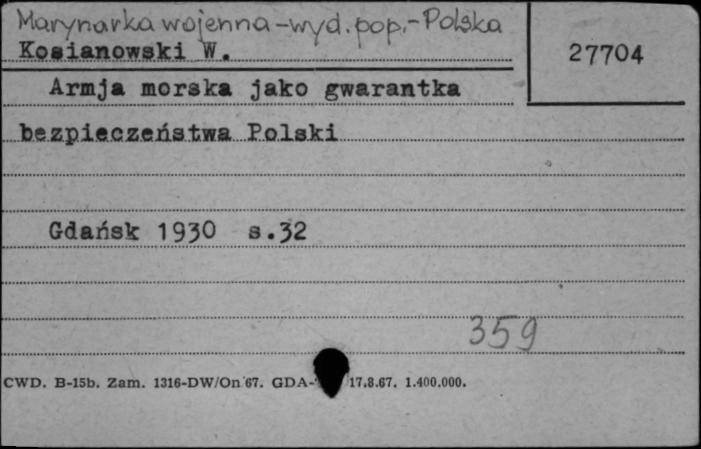 Marynarka wojenna - wyd. pop. - Polska
Kosianowski W.
27704
Armja morska jako gwarantka
bezpieczeństwa Polski
Gdańsk 1930 s.32
359
CWD. B-15b. Zam. 1316-DW/On 67. GDA- 17.8.67. 1.400.000.